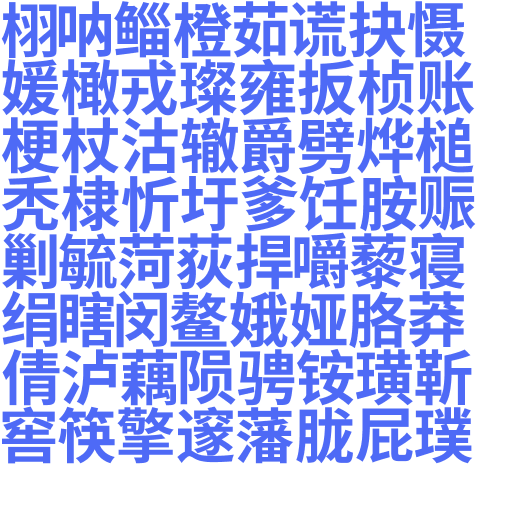 栩呐鲻橙茹谎抉慑
媛橄戎璨雍扳桢账
梗杖沽辙爵劈烨槌
秃棣忻圩爹饪胺赈
剿毓菏荻捍嚼藜寝
绢瞎闵鳌娥娅胳莽
倩泸藕陨骋铵璜靳
窖筷擎邃藩胧屁璞